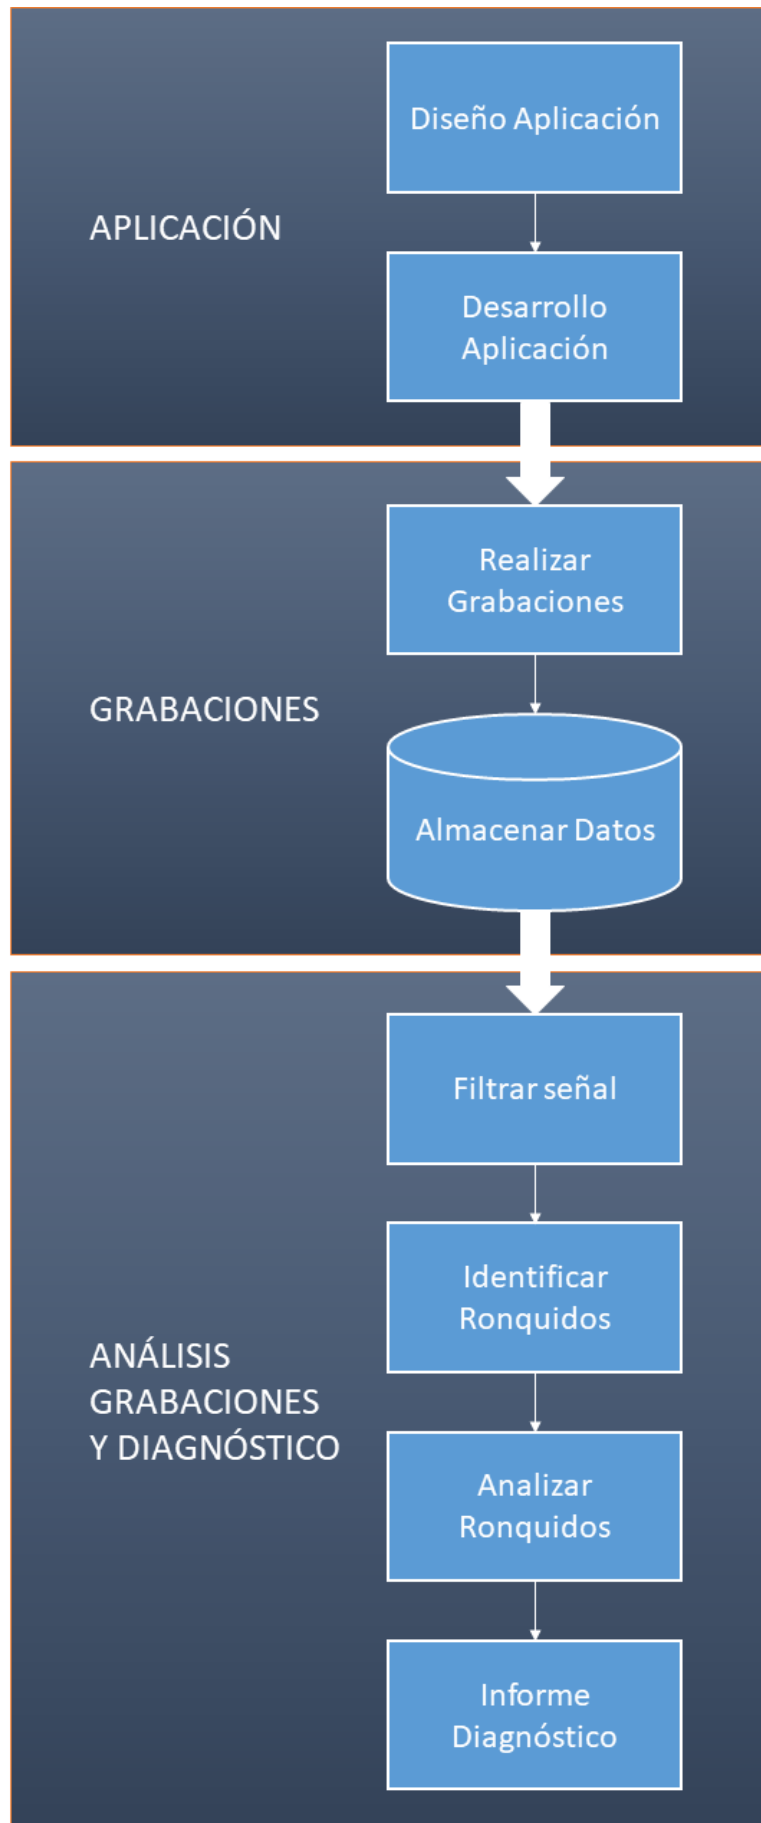 APLICACIÓN
Diseño Aplicación
Desarrollo
Aplicación
GRABACIONES
Realizar
Grabaciones
Almacenar Datos
ANÁLISIS
GRABACIONES
Y DIAGNÓSTICO
Filtrar señal
Identificar
Ronquidos
Analizar
Ronquidos
Informe
Diagnóstico